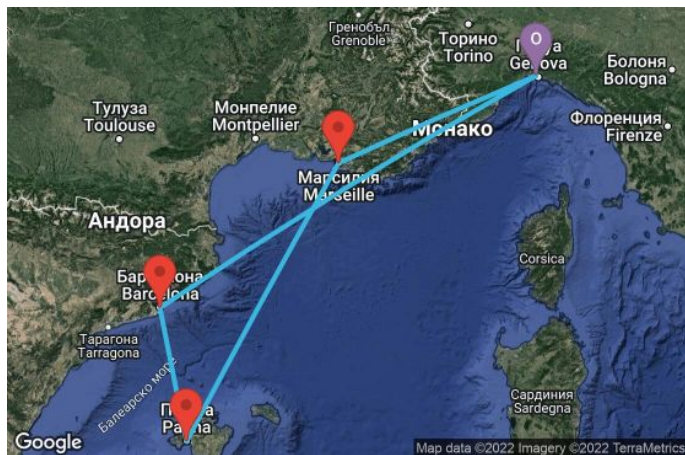 Гренобъл
Grenoble
Торино
Torino
O
Genova
Болоня
Bologna
Тулуза
Toulouse
Монпелие
Montpellier
Монако
Флоренция
Firenze
Марсилия
Marseille
Андора
Barcelona
Corsica
Тарагона
Tarragona
Балеарско море
Palma
Сардиния
Sardegna
Google
Map data ©2022 Imagery ©2022 TerraMetrics